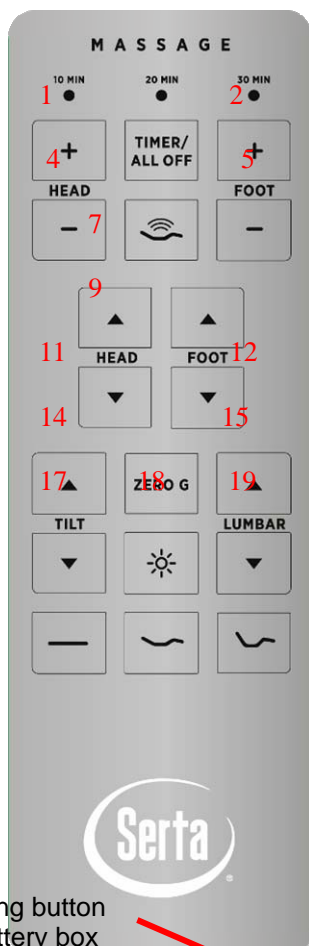 MASSAGE
10 MIN 20 MIN 30 MIN
1 2
4 + TIMER/ALL OFF 5 +
HEAD FOOT
− 7 −
9
11 HEAD FOOT 12
14 15
17 ZERO G 18 19
TILT LUMBAR
Serta
ng button
ttery box